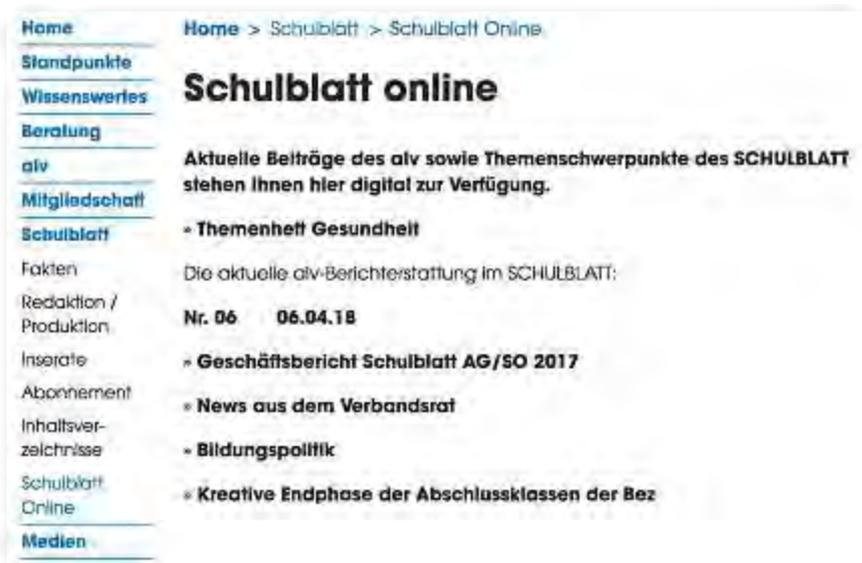 Home
Standpunkte
Wissenswertes
Beratung
alv
Mitgliedschaft
Schulblatt
Fakten
Redaktion /
Produktion
Inserate
Abonnement
Inhaltsver-
zeichnisse
Schulblatt
Online
Medien
Home > Schulblatt > Schulblatt Online
Schulblatt online
Aktuelle Beiträge des alv sowie Themenschwerpunkte des SCHULBLATT
stehen Ihnen hier digital zur Verfügung.
» Themenheft Gesundheit
Die aktuelle alv-Berichterstattung im SCHULBLATT:
Nr. 06 06.04.18
» Geschäftsbericht Schulblatt AG/SO 2017
» News aus dem Verbandsrat
» Bildungspolitik
» Kreative Endphase der Abschlussklassen der Bez